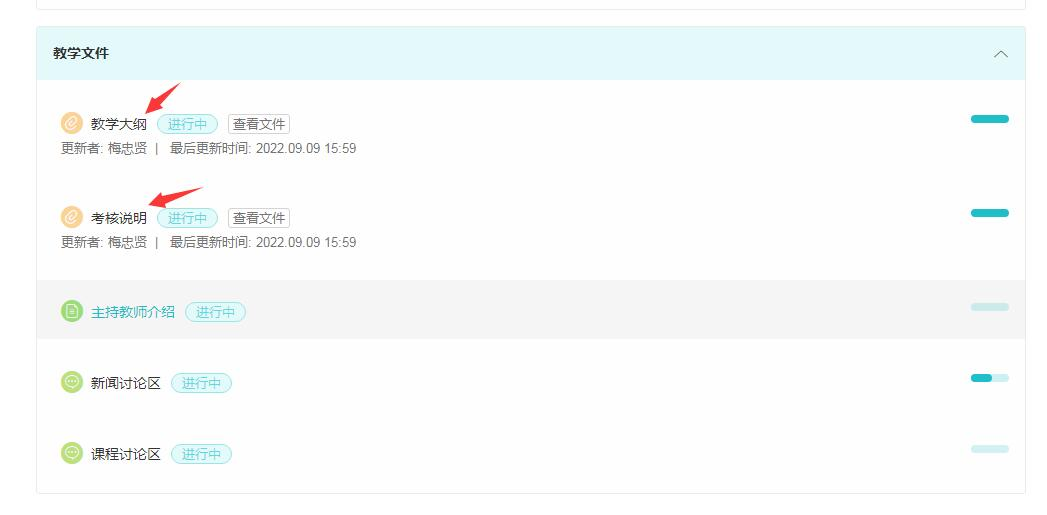 教学文件
教学大纲 进行中 查看文件
更新者: 梅忠贤 | 最后更新时间: 2022.09.09 15:59
考核说明 进行中 查看文件
更新者: 梅忠贤 | 最后更新时间: 2022.09.09 15:59
主持教师介绍 进行中
新闻讨论区 进行中
课程讨论区 进行中